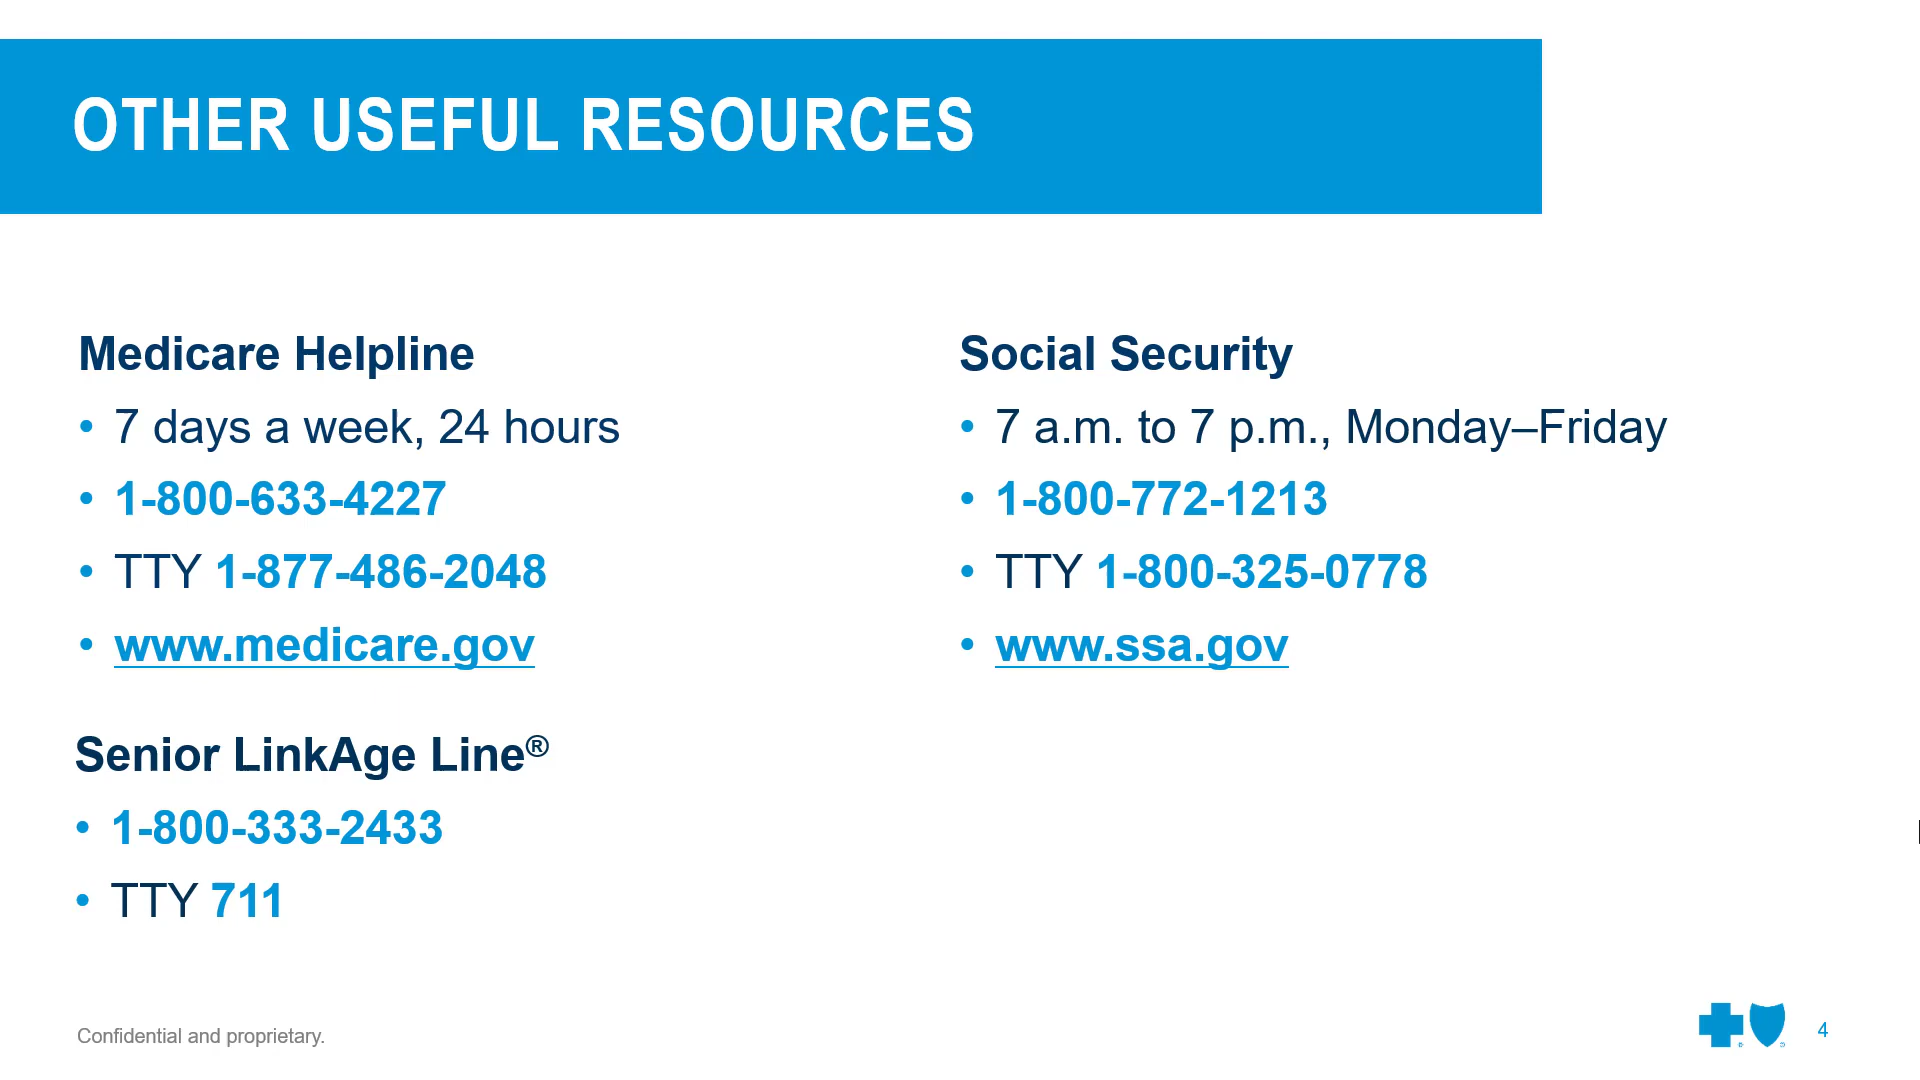 OTHER USEFUL RESOURCES
Medicare Helpline
• 7 days a week, 24 hours
• 1-800-633-4227
• TTY 1-877-486-2048
• www.medicare.gov
Senior LinkAge Line®
• 1-800-333-2433
• TTY 711
Social Security
• 7 a.m. to 7 p.m., Monday–Friday
• 1-800-772-1213
• TTY 1-800-325-0778
• www.ssa.gov
Confidential and proprietary.
4